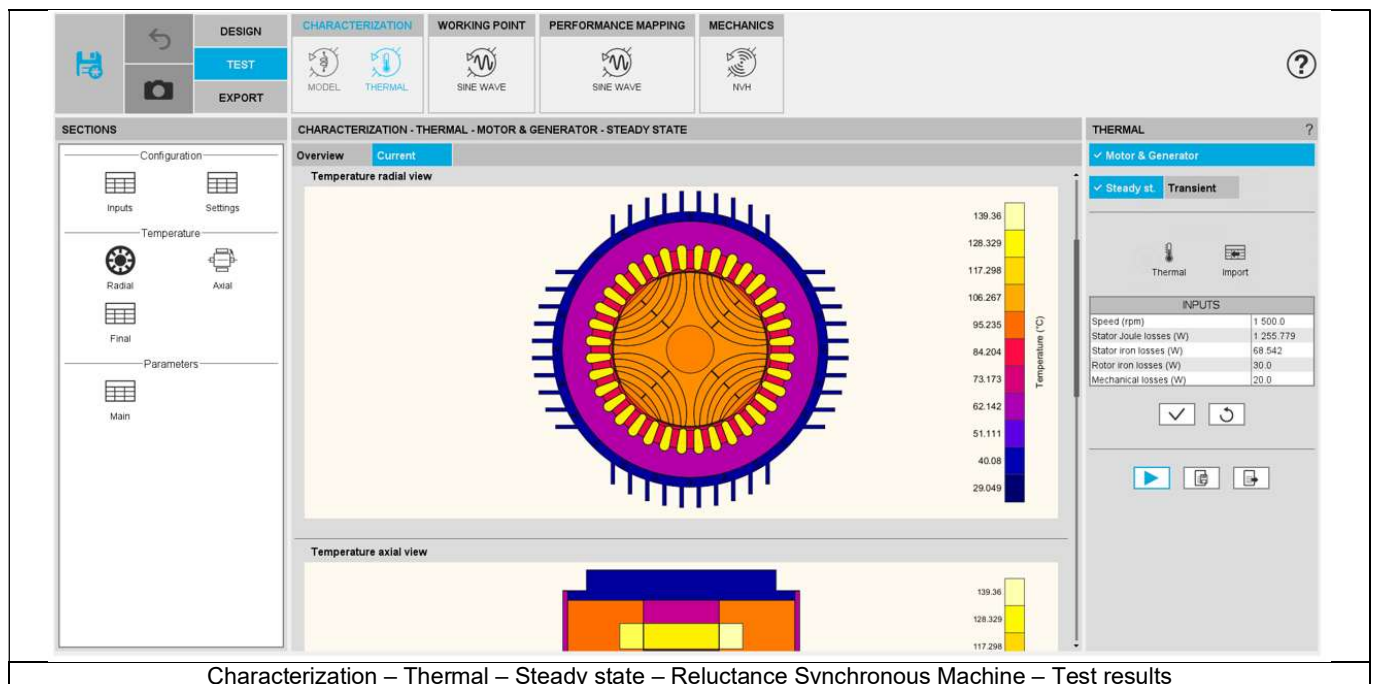 DESIGN
TEST
EXPORT
CHARACTERIZATION
MODEL
THERMAL
WORKING POINT
SINE WAVE
PERFORMANCE MAPPING
SINE WAVE
MECHANICS
NVH
?
SECTIONS
Configuration
Inputs Settings
Temperature
Radial Axial
Final
Parameters
Main
CHARACTERIZATION - THERMAL - MOTOR & GENERATOR - STEADY STATE
Overview Current
Temperature radial view
139.36
128.329
117.298
106.267
95.235
84.204
73.173
62.142
51.111
40.08
29.049
Temperature (°C)
Temperature axial view
139.36
128.329
117.298
THERMAL ?
Motor & Generator
Steady st. Transient
Thermal Import
INPUTS
Speed (rpm) 1 500.0
Stator Joule losses (W) 1 255.779
Stator iron losses (W) 68.542
Rotor iron losses (W) 30.0
Mechanical losses (W) 20.0
Characterization – Thermal – Steady state – Reluctance Synchronous Machine – Test results